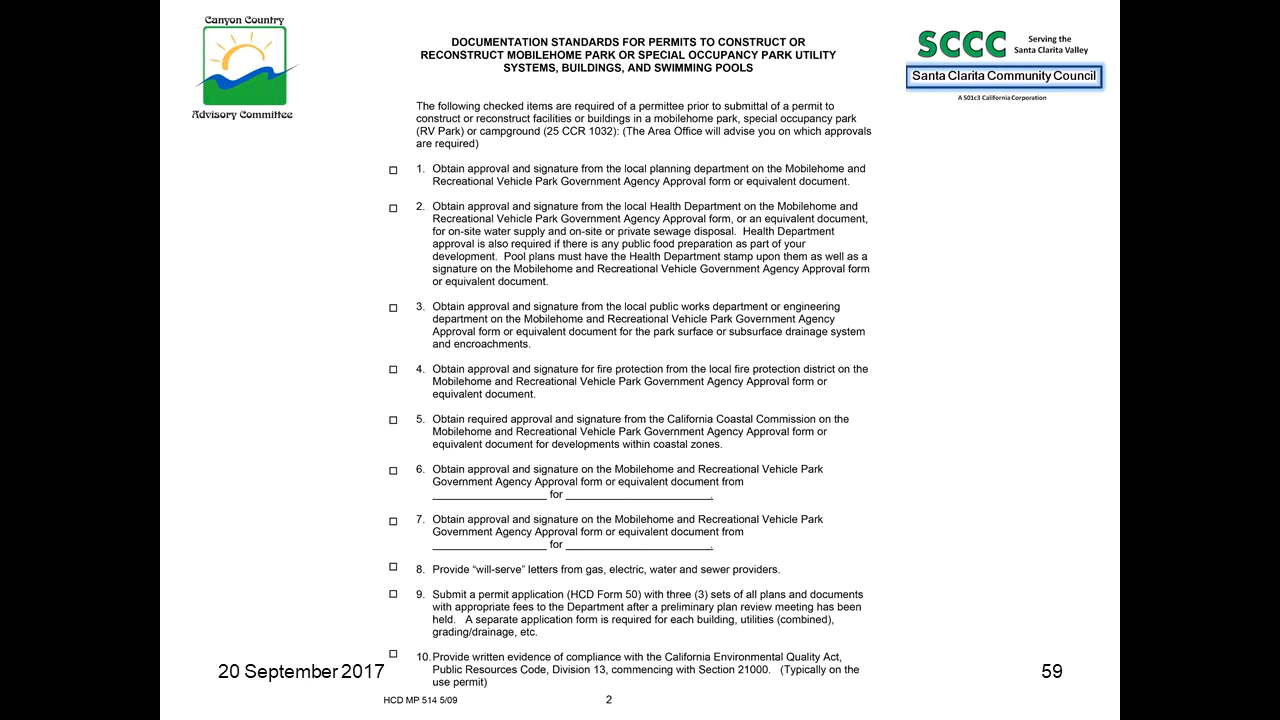 Canyon Country
Advisory Committee
SCCC
Serving the
Santa Clarita Valley
Santa Clarita Community Council
A 501c3 California Corporation
DOCUMENTATION STANDARDS FOR PERMITS TO CONSTRUCT OR
RECONSTRUCT MOBILEHOME PARK OR SPECIAL OCCUPANCY PARK UTILITY
SYSTEMS, BUILDINGS, AND SWIMMING POOLS
The following checked items are required of a permittee prior to submittal of a permit to
construct or reconstruct facilities or buildings in a mobilehome park, special occupancy park
(RV Park) or campground (25 CCR 1032): (The Area Office will advise you on which approvals
are required)
1. Obtain approval and signature from the local planning department on the Mobilehome and
Recreational Vehicle Park Government Agency Approval form or equivalent document.
2. Obtain approval and signature from the local Health Department on the Mobilehome and
Recreational Vehicle Park Government Agency Approval form, or an equivalent document,
for on-site water supply and on-site or private sewage disposal. Health Department
approval is also required if there is any public food preparation as part of your
development. Pool plans must have the Health Department stamp upon them as well as a
signature on the Mobilehome and Recreational Vehicle Government Agency Approval form
or equivalent document.
3. Obtain approval and signature from the local public works department or engineering
department on the Mobilehome and Recreational Vehicle Park Government Agency
Approval form or equivalent document for the park surface or subsurface drainage system
and encroachments.
4. Obtain approval and signature for fire protection from the local fire protection district on the
Mobilehome and Recreational Vehicle Park Government Agency Approval form or
equivalent document.
5. Obtain required approval and signature from the California Coastal Commission on the
Mobilehome and Recreational Vehicle Park Government Agency Approval form or
equivalent document for developments within coastal zones.
6. Obtain approval and signature on the Mobilehome and Recreational Vehicle Park
Government Agency Approval form or equivalent document from
___________________ for ________________________.
7. Obtain approval and signature on the Mobilehome and Recreational Vehicle Park
Government Agency Approval form or equivalent document from
___________________ for ________________________.
8. Provide “will-serve” letters from gas, electric, water and sewer providers.
9. Submit a permit application (HCD Form 50) with three (3) sets of all plans and documents
with appropriate fees to the Department after a preliminary plan review meeting has been
held. A separate application form is required for each building, utilities (combined),
grading/drainage, etc.
10. Provide written evidence of compliance with the California Environmental Quality Act,
Public Resources Code, Division 13, commencing with Section 21000. (Typically on the
use permit)
20 September 2017
59
HCD MP 514 5/09
2